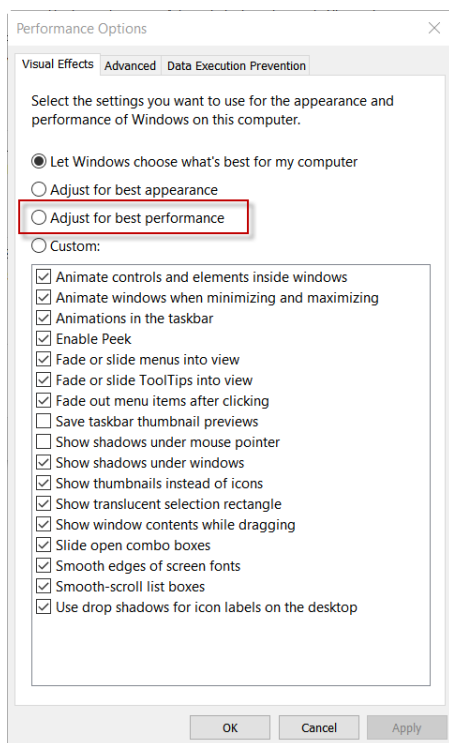 Performance Options
Visual Effects Advanced Data Execution Prevention
Select the settings you want to use for the appearance and
performance of Windows on this computer.
Let Windows choose what's best for my computer
Adjust for best appearance
Adjust for best performance
Custom:
Animate controls and elements inside windows
Animate windows when minimizing and maximizing
Animations in the taskbar
Enable Peek
Fade or slide menus into view
Fade or slide ToolTips into view
Fade out menu items after clicking
Save taskbar thumbnail previews
Show shadows under mouse pointer
Show shadows under windows
Show thumbnails instead of icons
Show translucent selection rectangle
Show window contents while dragging
Slide open combo boxes
Smooth edges of screen fonts
Smooth-scroll list boxes
Use drop shadows for icon labels on the desktop
OK Cancel Apply